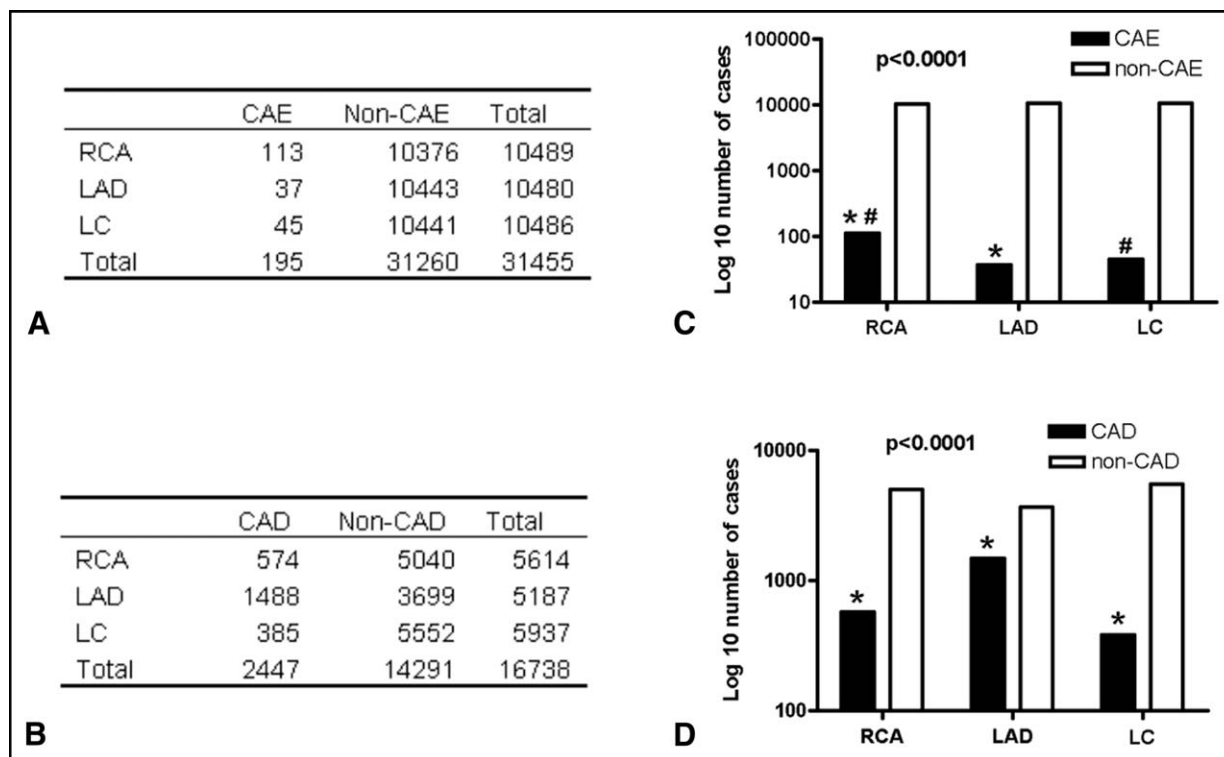 CAE Non-CAE Total
RCA 113 10376 10489
LAD 37 10443 10480
LC 45 10441 10486
Total 195 31260 31455
A
CAD Non-CAD Total
RCA 574 5040 5614
LAD 1488 3699 5187
LC 385 5552 5937
Total 2447 14291 16738
B
CAE
non-CAE
p<0.0001
Log 10 number of cases
100000
10000
1000
100
10
* #
*
#
RCA LAD LC
C
CAD
non-CAD
p<0.0001
Log 10 number of cases
10000
1000
100
*
*
*
RCA LAD LC
D